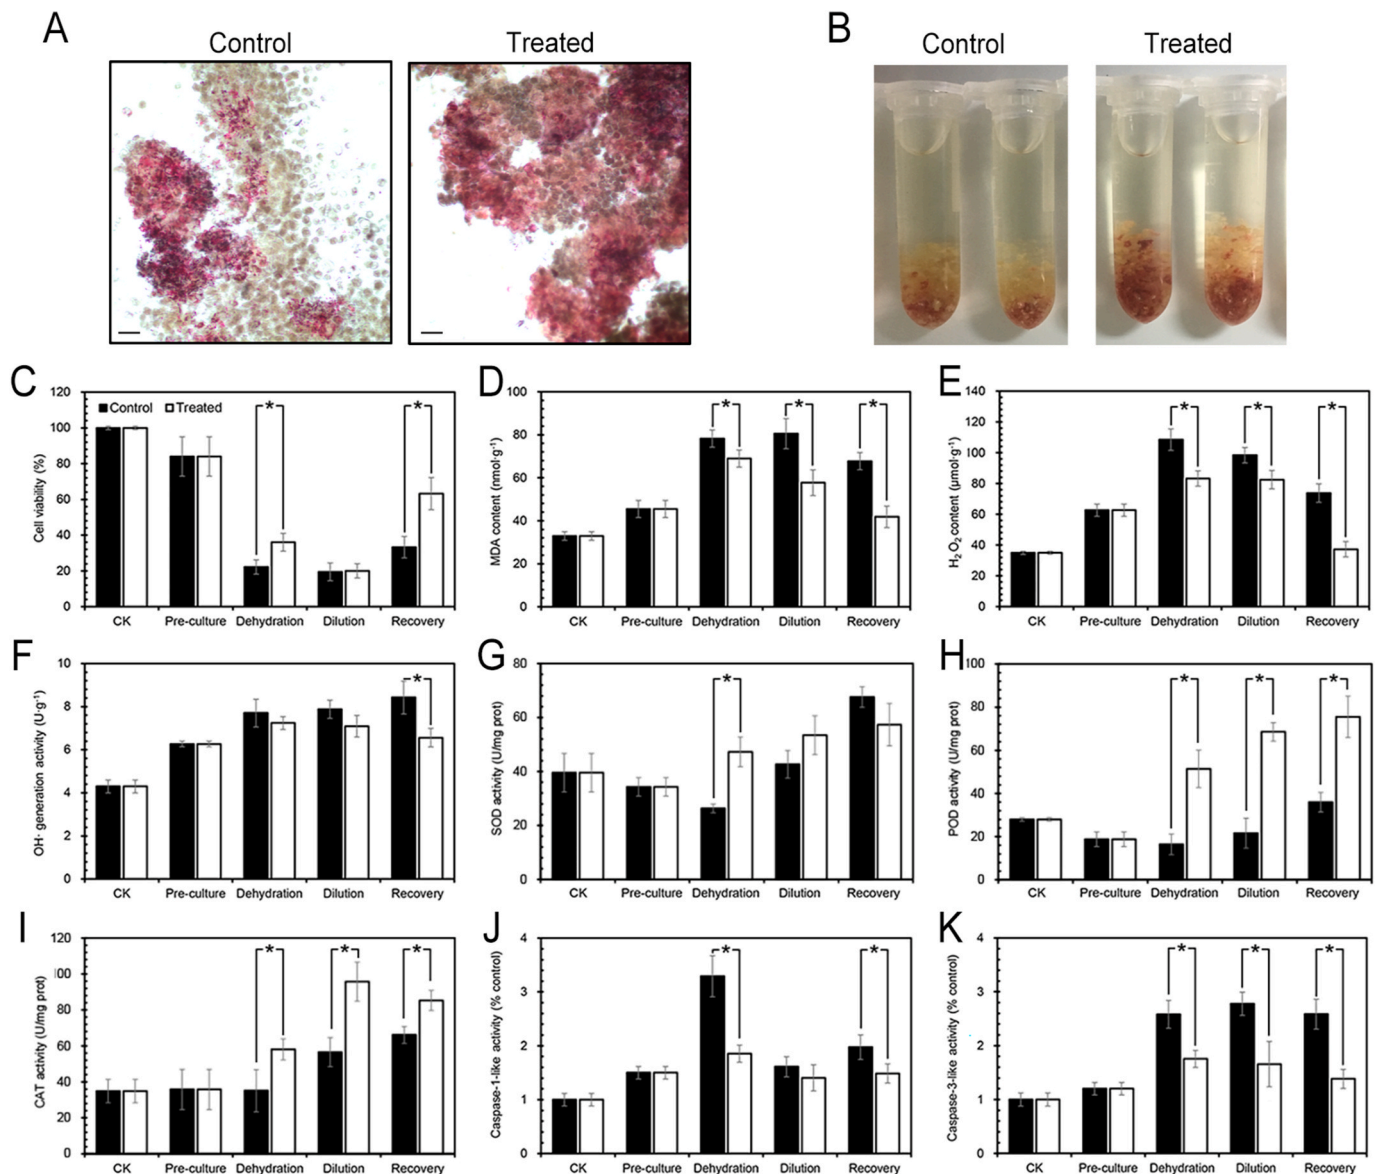 A
Control
Treated
B
Control
Treated
C
Cell viability (%)
120
100
80
60
40
20
0
Control
Treated
*
*
CK
Pre-culture
Dehydration
Dilution
Recovery
D
MDA content (nmol·g⁻¹)
100
80
60
40
20
0
*
*
*
CK
Pre-culture
Dehydration
Dilution
Recovery
E
H₂O₂ content (μmol·g⁻¹)
140
120
100
80
60
40
20
0
*
*
*
CK
Pre-culture
Dehydration
Dilution
Recovery
F
OH· generation activity (U·g⁻¹)
10
8
6
4
2
0
*
CK
Pre-culture
Dehydration
Dilution
Recovery
G
SOD activity (U/mg prot)
80
60
40
20
0
*
CK
Pre-culture
Dehydration
Dilution
Recovery
H
POD activity (U/mg prot)
100
80
60
40
20
0
*
*
*
CK
Pre-culture
Dehydration
Dilution
Recovery
I
CAT activity (U/mg prot)
120
100
80
60
40
20
0
*
*
*
CK
Pre-culture
Dehydration
Dilution
Recovery
J
Caspase-1-like activity (% control)
4
3
2
1
0
*
*
CK
Pre-culture
Dehydration
Dilution
Recovery
K
Caspase-3-like activity (% control)
4
3
2
1
0
*
*
*
CK
Pre-culture
Dehydration
Dilution
Recovery